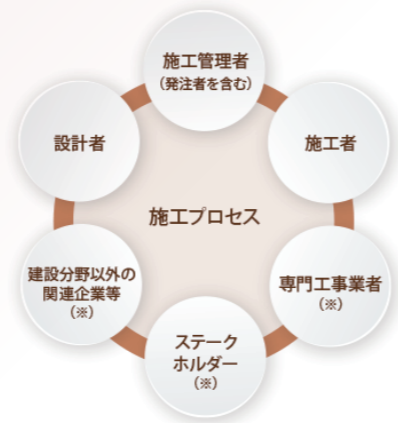 施工管理者
(発注者を含む)
施工者
専門工事業者
(※)
ステーク
ホルダー
(※)
建設分野以外の
関連企業等
(※)
設計者
施工プロセス